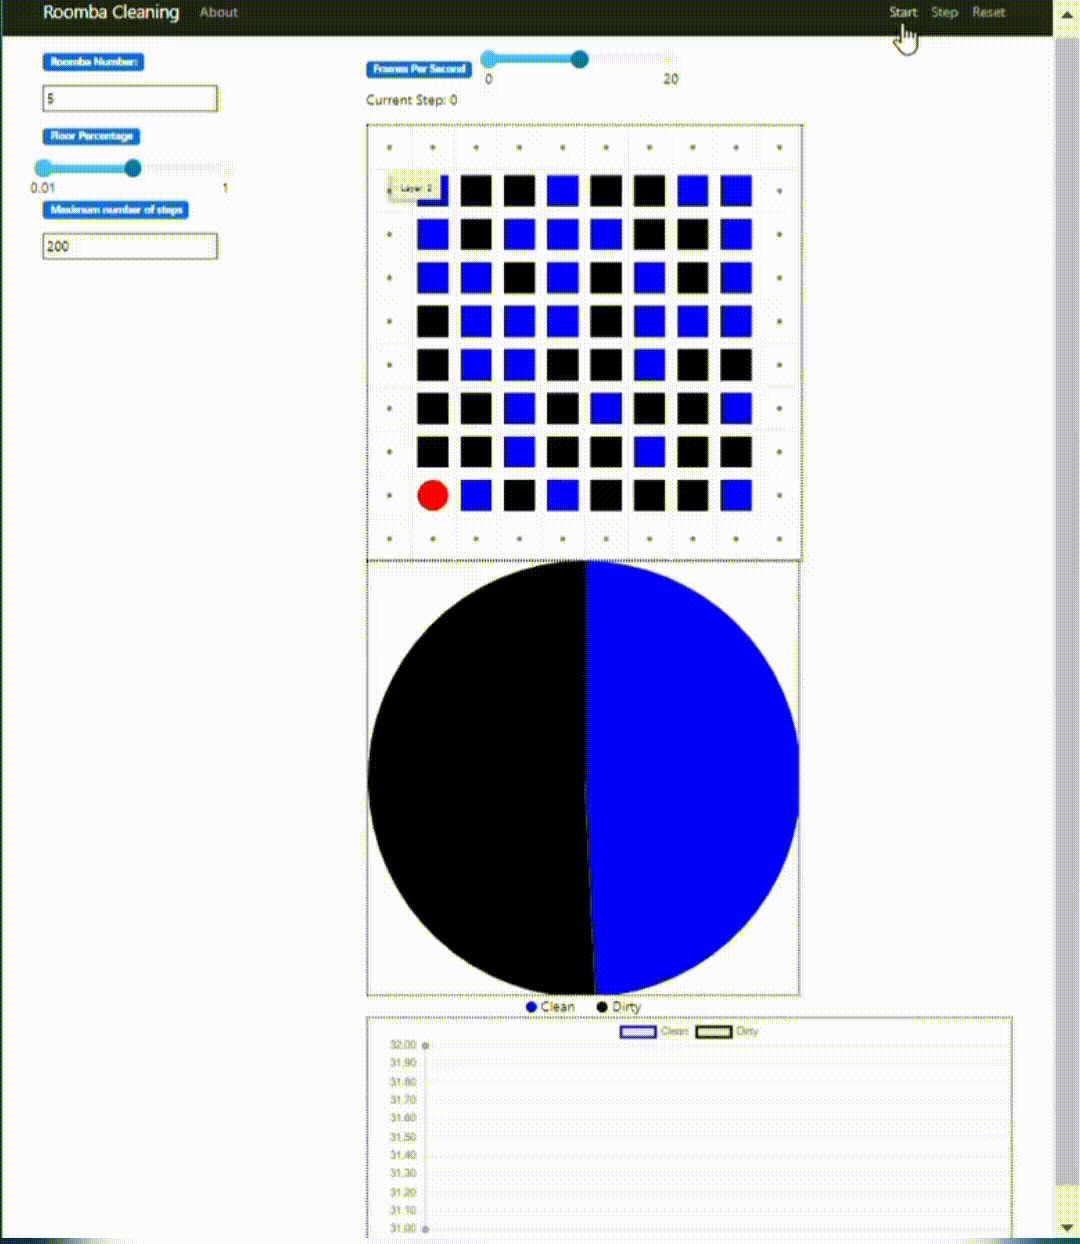 Roomba Cleaning About Start Step Reset
Roomba Number:
5
Floor Percentage
0.01 1
Maximum number of steps
200
Frames Per Second
0 20
Current Step: 0
Layer: 2
Clean Dirty
Clean Dirty
32.00
31.90
31.80
31.70
31.60
31.50
31.40
31.30
31.20
31.10
31.00